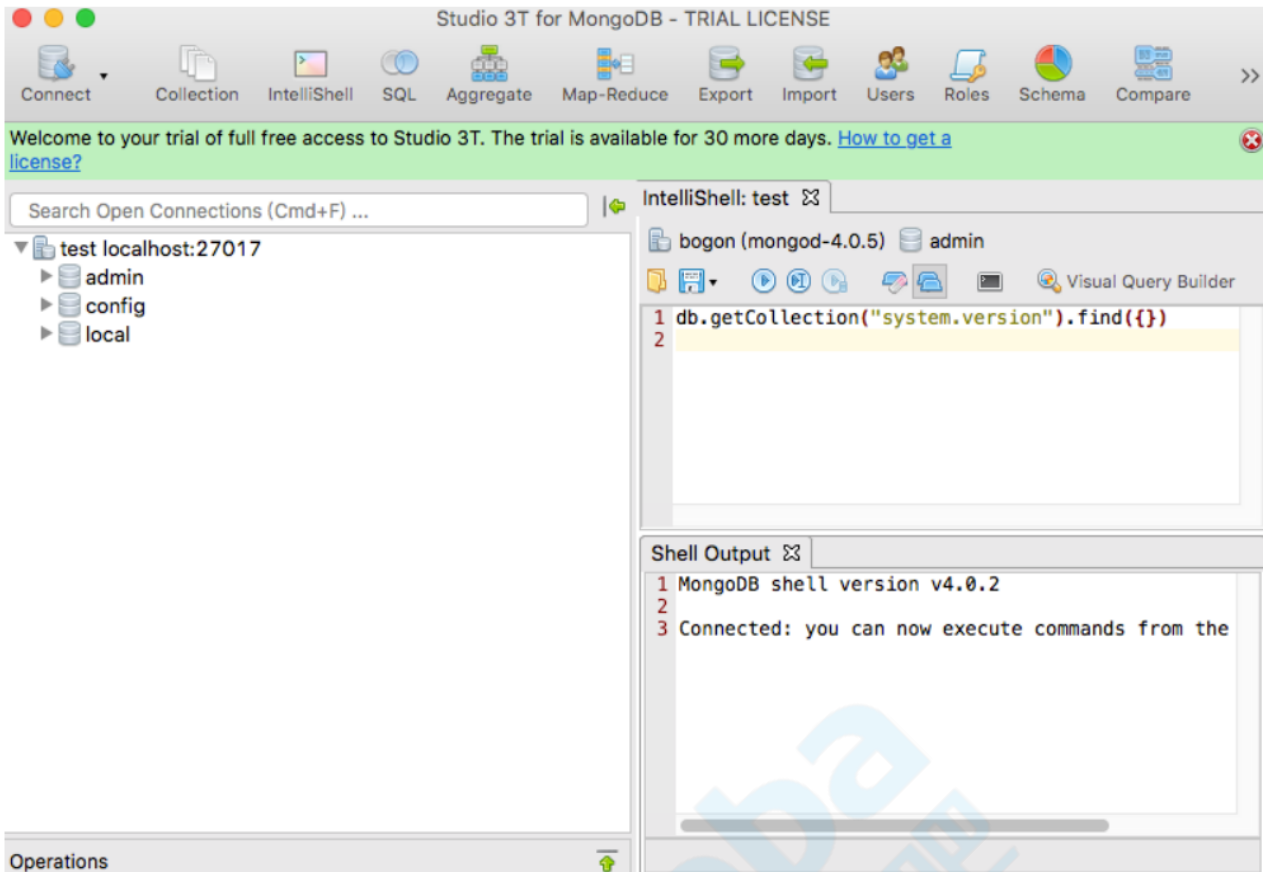 Studio 3T for MongoDB - TRIAL LICENSE
Connect Collection IntelliShell SQL Aggregate Map-Reduce Export Import Users Roles Schema Compare
Welcome to your trial of full free access to Studio 3T. The trial is available for 30 more days. How to get a
license?
Search Open Connections (Cmd+F) ...
test localhost:27017
admin
config
local
Operations
IntelliShell: test
bogon (mongod-4.0.5) admin
Visual Query Builder
1 db.getCollection("system.version").find({})
2
Shell Output
1 MongoDB shell version v4.0.2
2
3 Connected: you can now execute commands from the